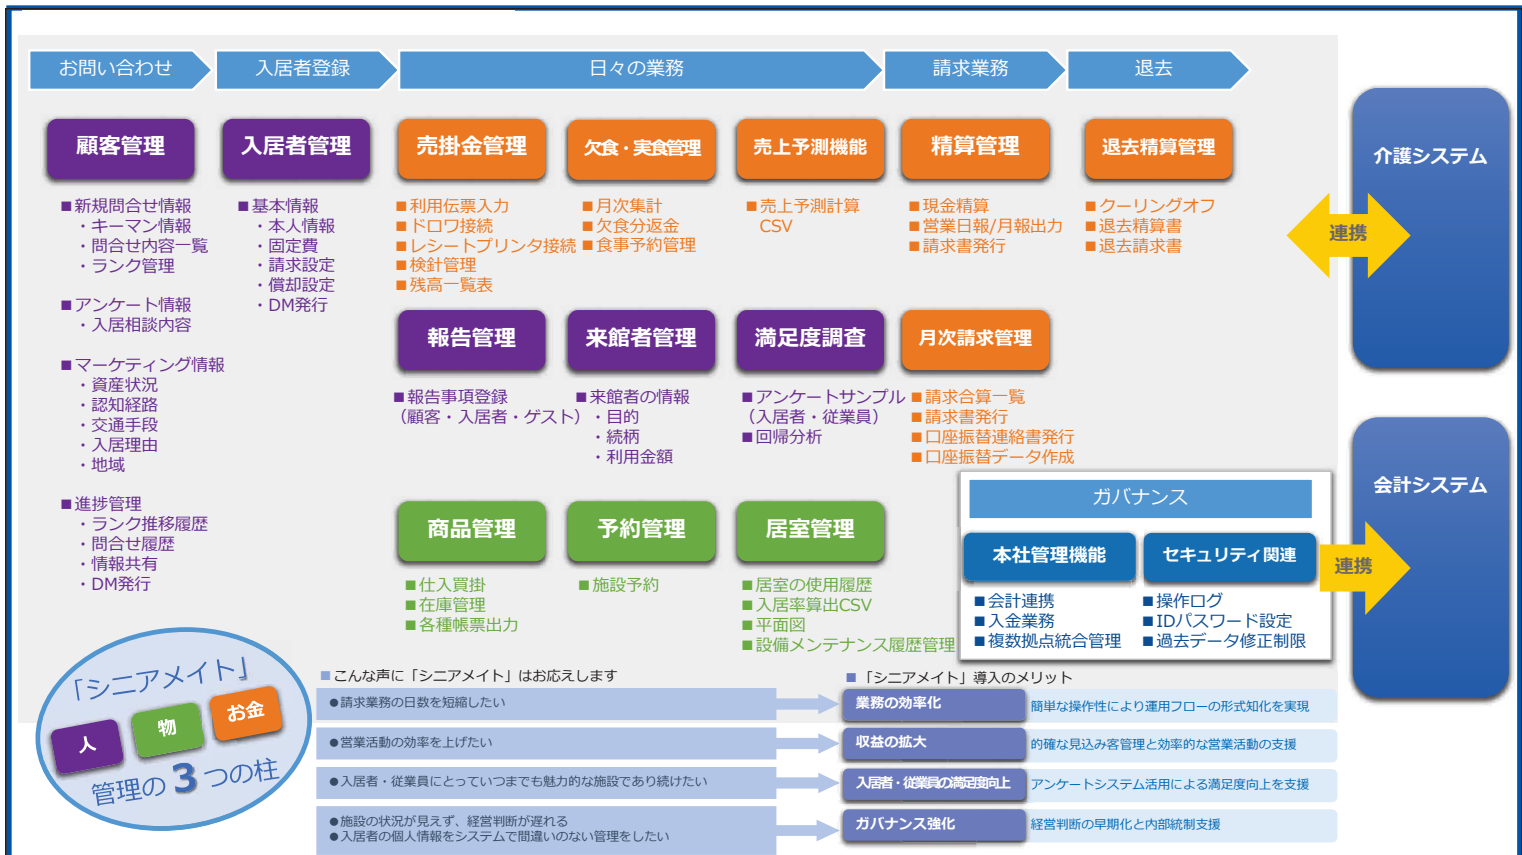 お問い合わせ
入居者登録
日々の業務
請求業務
退去
顧客管理
■新規問合せ情報
・キーマン情報
・問合せ内容一覧
・ランク管理
■アンケート情報
・入居相談内容
■マーケティング情報
・資産状況
・認知経路
・交通手段
・入居理由
・地域
■進捗管理
・ランク推移履歴
・問合せ履歴
・情報共有
・DM発行
入居者管理
■基本情報
・本人情報
・固定費
・請求設定
・償却設定
・DM発行
売掛金管理
■利用伝票入力
■ドロワ接続
■レシートプリンタ接続
■検針管理
■残高一覧表
欠食・実食管理
■月次集計
■欠食分返金
■食事予約管理
売上予測機能
■売上予測計算
CSV
精算管理
■現金精算
■営業日報/月報出力
■請求書発行
退去精算管理
■クーリングオフ
■退去精算書
■退去請求書
報告管理
■報告事項登録
（顧客・入居者・ゲスト）
来館者管理
■来館者の情報
・目的
・続柄
・利用金額
満足度調査
■アンケートサンプル
（入居者・従業員）
■回帰分析
月次請求管理
■請求合算一覧
■請求書発行
■口座振替連絡書発行
■口座振替データ作成
商品管理
■仕入買掛
■在庫管理
■各種帳票出力
予約管理
■施設予約
居室管理
■居室の使用履歴
■入居率算出CSV
■平面図
■設備メンテナンス履歴管理
ガバナンス
本社管理機能
■会計連携
■入金業務
■複数拠点統合管理
セキュリティ関連
■操作ログ
■IDパスワード設定
■過去データ修正制限
介護システム
連携
会計システム
連携
「シニアメイト」
人
物
お金
管理の3つの柱
■こんな声に「シニアメイト」はお応えします
●請求業務の日数を短縮したい
●営業活動の効率を上げたい
●入居者・従業員にとっていつまでも魅力的な施設であり続けたい
●施設の状況が見えず、経営判断が遅れる
●入居者の個人情報をシステムで間違いのない管理をしたい
■「シニアメイト」導入のメリット
業務の効率化
簡単な操作性により運用フローの形式知化を実現
収益の拡大
的確な見込み客管理と効率的な営業活動の支援
入居者・従業員の満足度向上
アンケートシステム活用による満足度向上を支援
ガバナンス強化
経営判断の早期化と内部統制支援